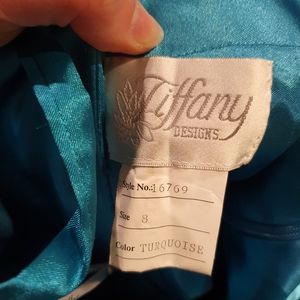 Tiffany
DESIGNS
Style No: 16769
Size 8
Color TURQUOISE